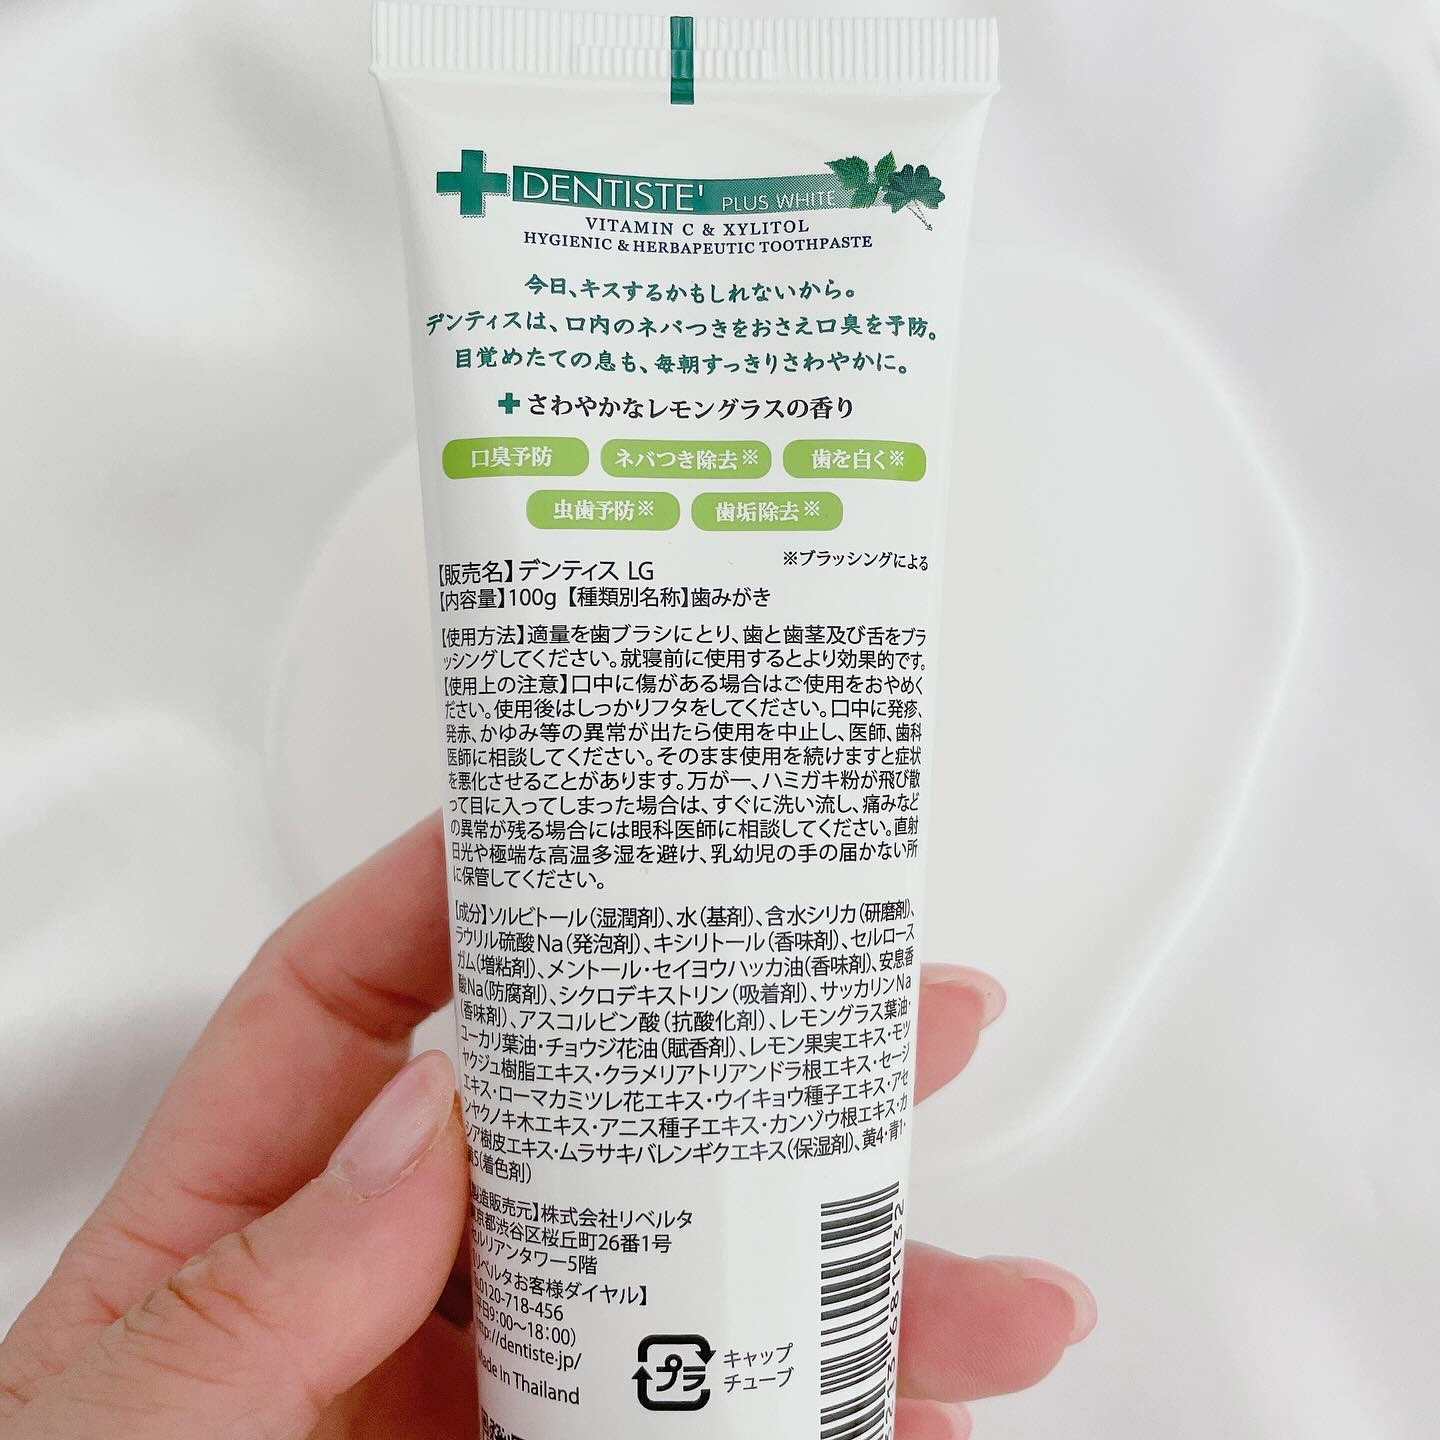 DENTISTE' PLUS WHITE
VITAMIN C & XYLITOL
HYGIENIC & HERBAPEUTIC TOOTHPASTE
今日、キスするかもしれないから。
デンティスは、口内のネバつきをおさえ口臭を予防。
目覚めたての息も、毎朝すっきりさわやかに。
さわやかなレモングラスの香り
口臭予防 ネバつき除去※ 歯を白く※
虫歯予防※ 歯垢除去※
※ブラッシングによる
【販売名】デンティス LG
【内容量】100g【種類別名称】歯みがき
【使用方法】適量を歯ブラシにとり、歯と歯茎及び舌をブラ
ッシングしてください。就寝前に使用するとより効果的です。
【使用上の注意】口中に傷がある場合はご使用をおやめく
ださい。使用後はしっかりフタをしてください。口中に発疹、
発赤、かゆみ等の異常が出たら使用を中止し、医師、歯科
医師に相談してください。そのまま使用を続けますと症状
を悪化させることがあります。万が一、ハミガキ粉が飛び散
って目に入ってしまった場合は、すぐに洗い流し、痛みなど
の異常が残る場合には眼科医師に相談してください。直射
日光や極端な高温多湿を避け、乳幼児の手の届かない所
に保管してください。
【成分】ソルビトール(湿潤剤)、水(基剤)、含水シリカ(研磨剤)、
ラウリル硫酸Na(発泡剤)、キシリトール(香味剤)、セルロース
ガム(増粘剤)、メントール・セイヨウハッカ油(香味剤)、安息香
酸Na(防腐剤)、シクロデキストリン(吸着剤)、サッカリンNa
(香味剤)、アスコルビン酸(抗酸化剤)、レモングラス葉油・
ユーカリ葉油・チョウジ花油(賦香剤)、レモン果実エキス・モツ
ヤクジュ樹脂エキス・クラメリアトリアンドラ根エキス・セージ
エキス・ローマカミツレ花エキス・ウイキョウ種子エキス・アセ
ンヤクノキ木エキス・アニス種子エキス・カンゾウ根エキス・カ
シア樹皮エキス・ムラサキバレンギクエキス(保湿剤)、黄4・青1・
黄5(着色剤)
製造販売元】株式会社リベルタ
東京都渋谷区桜丘町26番1号
セルリアンタワー5階
リベルタお客様ダイヤル】
0120-718-456
平日9:00〜18:00)
http://dentiste.jp/
Made in Thailand
プラ キャップ
チューブ